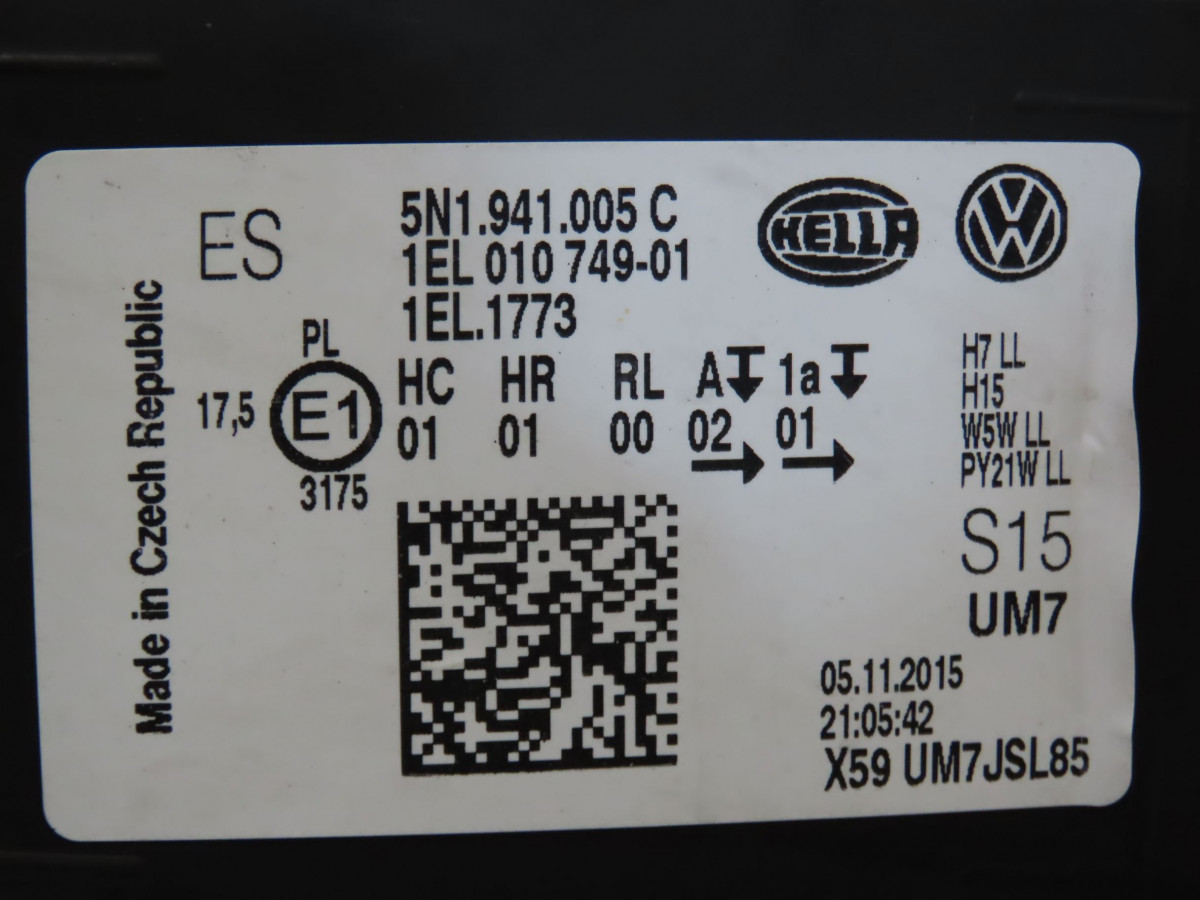 5N1.941.005 C
1EL 010 749-01
1EL.1773
HELLA
VW
ES
Made in Czech Republic
PL
17,5
E1
3175
HC HR RL A 1a
01 01 00 02 01
H7 LL
H15
W5W LL
PY21W LL
S15
UM7
05.11.2015
21:05:42
X59 UM7JSL85